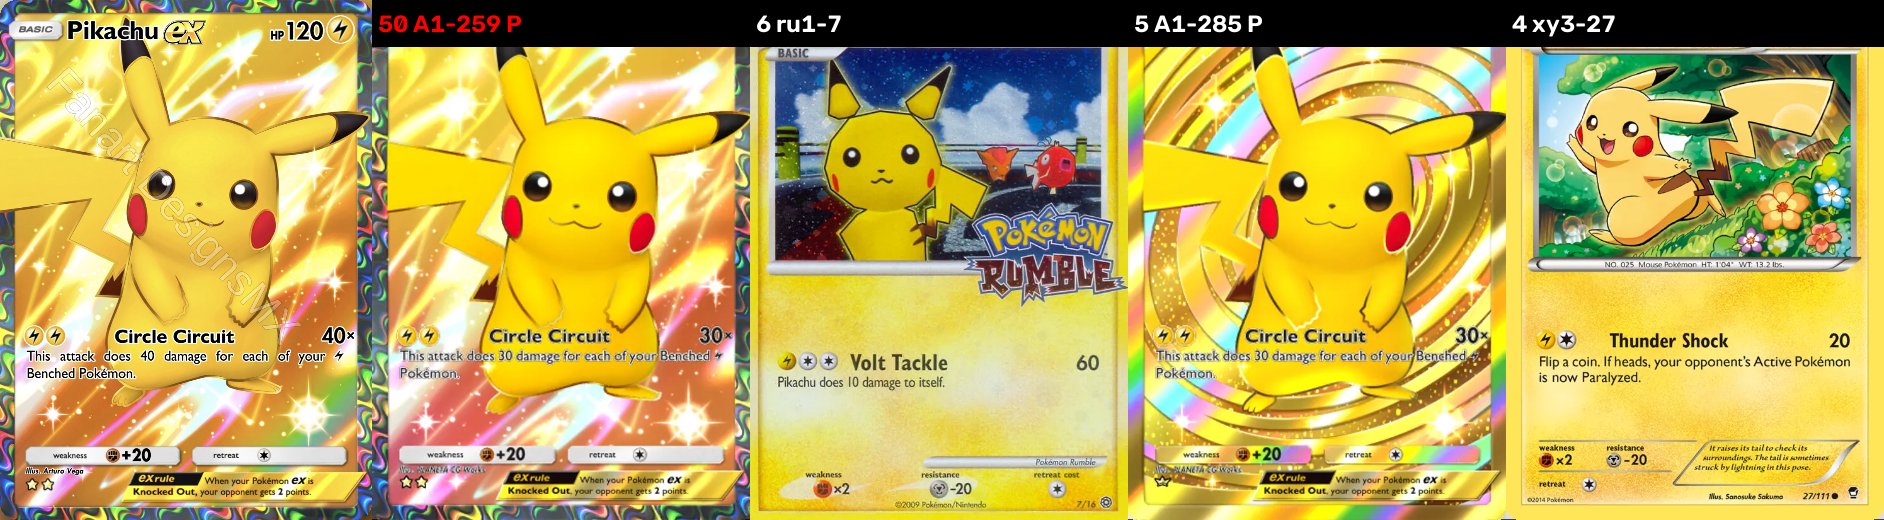 BASIC Pikachu ex HP 120
FanartDesignsMX
Circle Circuit 40×
This attack does 40 damage for each of your
Benched Pokémon.
weakness +20 retreat
Illus. Arturo Vega
ex rule When your Pokémon ex is
Knocked Out, your opponent gets 2 points.
50 A1-259 P
Circle Circuit 30×
This attack does 30 damage for each of your Benched
Pokémon.
weakness +20 retreat
Illus. PLANETA CG Works
ex rule When your Pokémon ex is
Knocked Out, your opponent gets 2 points.
6 ru1-7
BASIC
POKéMON
RUMBLE
Volt Tackle 60
Pikachu does 10 damage to itself.
Pokémon Rumble
weakness resistance retreat cost
×2 -20
©2009 Pokémon/Nintendo 7/16
5 A1-285 P
Circle Circuit 30×
This attack does 30 damage for each of your Benched
Pokémon.
weakness +20 retreat
Illus. PLANETA CG Works
ex rule When your Pokémon ex is
Knocked Out, your opponent gets 2 points.
4 xy3-27
NO. 025 Mouse Pokémon HT: 1'04" WT: 13.2 lbs.
Thunder Shock 20
Flip a coin. If heads, your opponent's Active Pokémon
is now Paralyzed.
weakness resistance
×2 -20
retreat
It raises its tail to check its
surroundings. The tail is sometimes
struck by lightning in this pose.
Illus. Sanosuke Sakuma 27/111
©2014 Pokémon